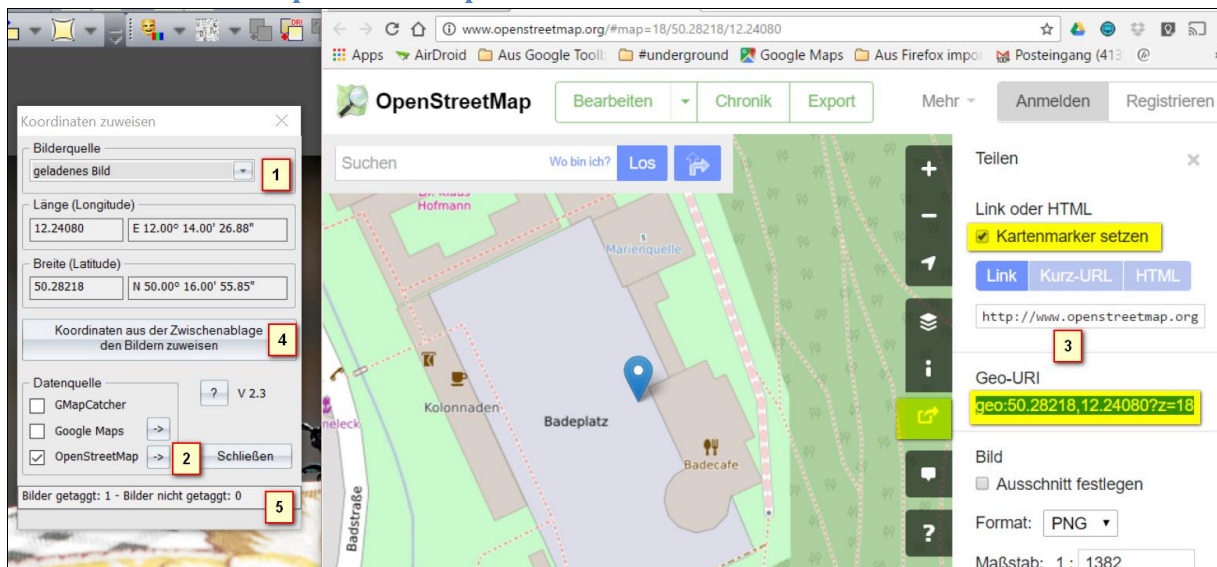 Koordinaten zuweisen
Bilderquelle
geladenes Bild
1
Länge (Longitude)
12.24080
E 12.00° 14.00' 26.88"
Breite (Latitude)
50.28218
N 50.00° 16.00' 55.85"
Koordinaten aus der Zwischenablage
den Bildern zuweisen
4
Datenquelle
GMapCatcher
? V 2.3
Google Maps ->
OpenStreetMap -> 2 Schließen
Bilder getaggt: 1 - Bilder nicht getaggt: 0
5
www.openstreetmap.org/#map=18/50.28218/12.24080
Apps AirDroid Aus Google Toolb #underground Google Maps Aus Firefox impor Posteingang (413
OpenStreetMap Bearbeiten Chronik Export Mehr Anmelden Registrieren
Suchen Wo bin ich? Los
Dr. Klaus
Hofmann
Marienquelle
Kolonnaden
Badeplatz
Badecafe
Badstraße
+
−
i
?
Teilen
Link oder HTML
Kartenmarker setzen
Link Kurz-URL HTML
http://www.openstreetmap.org
3
Geo-URI
geo:50.28218,12.24080?z=18
Bild
Ausschnitt festlegen
Format: PNG
Maßstab: 1 : 1382